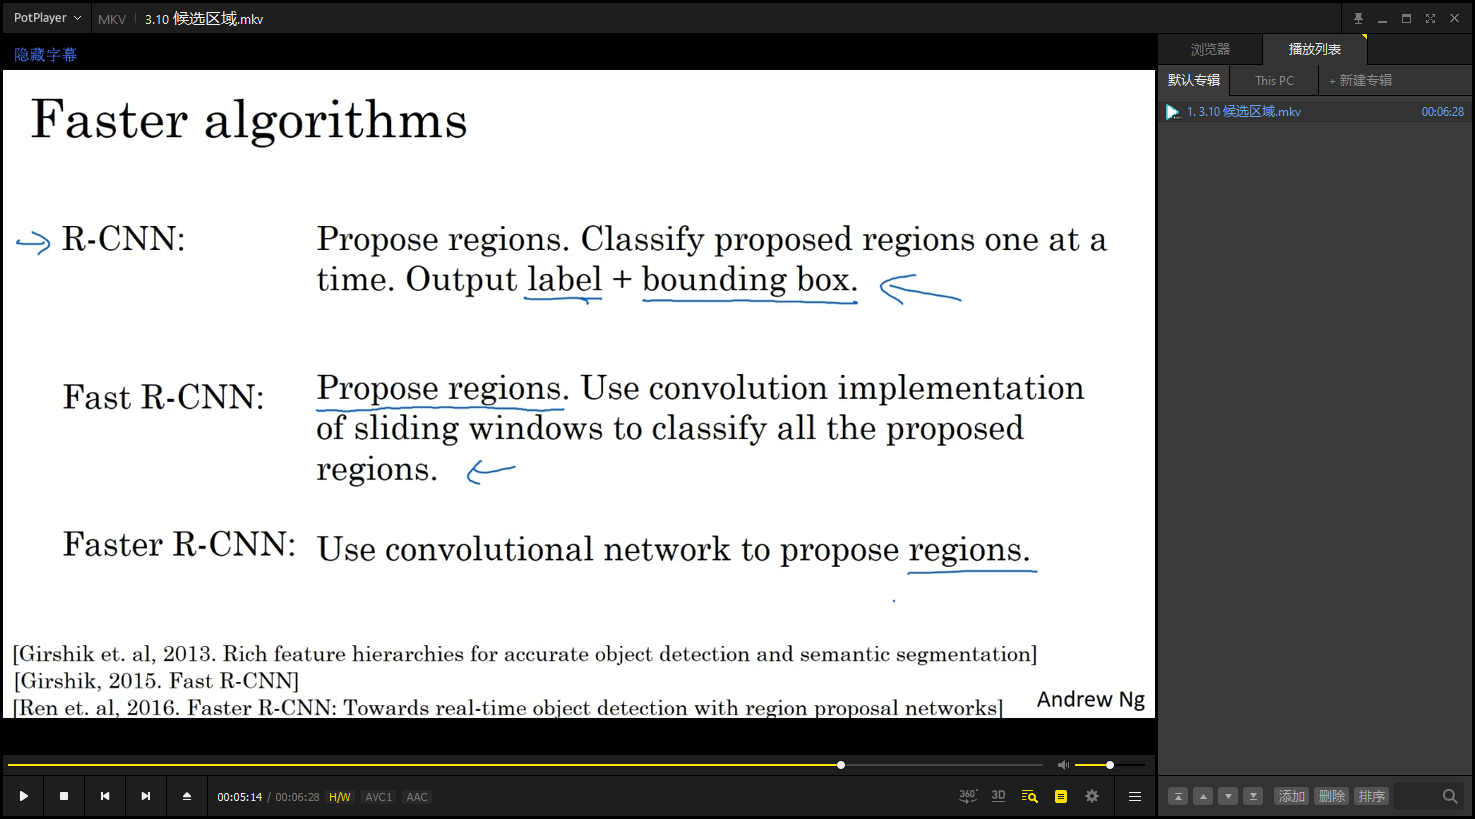 PotPlayer
MKV
3.10 候选区域.mkv
隐藏字幕
Faster algorithms
R-CNN:
Propose regions. Classify proposed regions one at a
time. Output label + bounding box.
Fast R-CNN:
Propose regions. Use convolution implementation
of sliding windows to classify all the proposed
regions.
Faster R-CNN:
Use convolutional network to propose regions.
[Girshik et. al, 2013. Rich feature hierarchies for accurate object detection and semantic segmentation]
[Girshik, 2015. Fast R-CNN]
[Ren et. al, 2016. Faster R-CNN: Towards real-time object detection with region proposal networks]
Andrew Ng
00:05:14 / 00:06:28 H/W AVC1 AAC
360°
3D
浏览器
播放列表
默认专辑
This PC
+ 新建专辑
1. 3.10 候选区域.mkv
00:06:28
添加
删除
排序